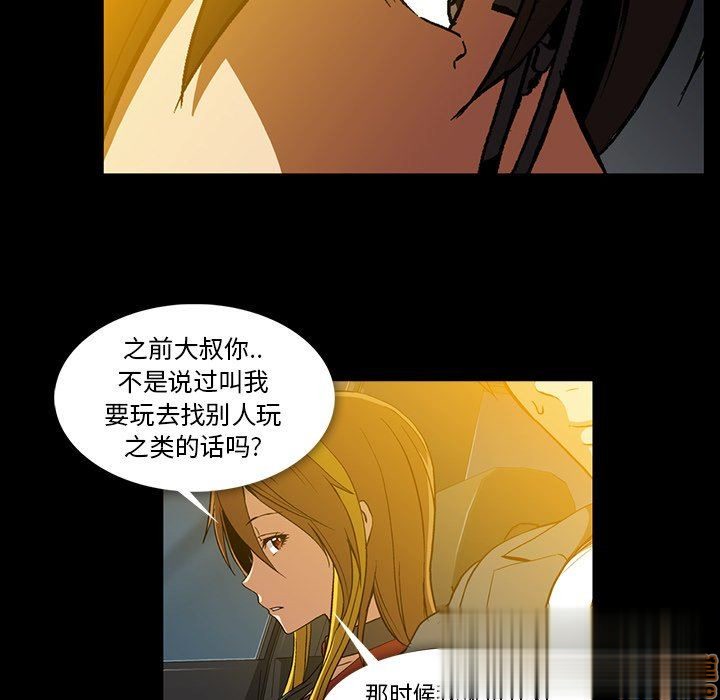 之前大叔你..
不是说过叫我
要玩去找别人玩
之类的话吗?
那时候